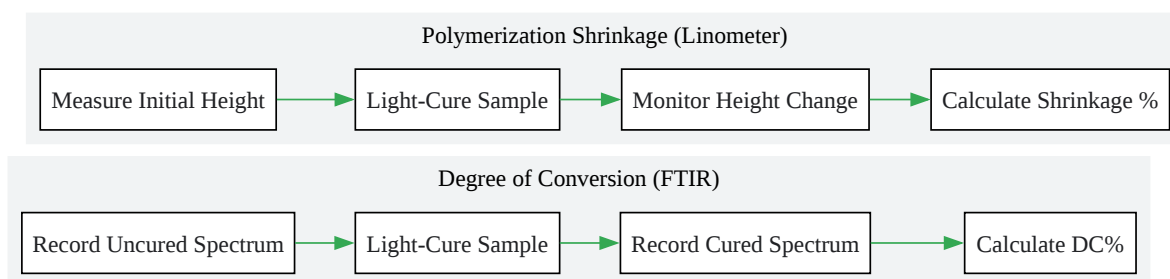 Polymerization Shrinkage (Linometer)
Measure Initial Height
Light-Cure Sample
Monitor Height Change
Calculate Shrinkage %
Degree of Conversion (FTIR)
Record Uncured Spectrum
Light-Cure Sample
Record Cured Spectrum
Calculate DC%